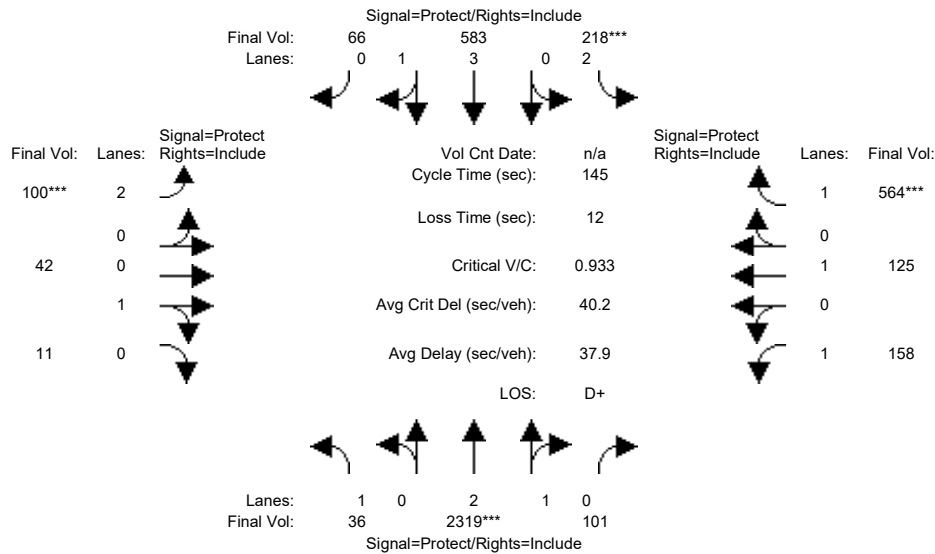 Signal=Protect/Rights=Include
Final Vol: 66 583 218***
Lanes: 0 1 3 0 2
Signal=Protect Signal=Protect
Final Vol: Lanes: Rights=Include Vol Cnt Date: n/a Rights=Include Lanes: Final Vol:
Cycle Time (sec): 145
100*** 2 1 564***
Loss Time (sec): 12
0 0
42 0 Critical V/C: 0.933 1 125
1 Avg Crit Del (sec/veh): 40.2 0
11 0 Avg Delay (sec/veh): 37.9 1 158
LOS: D+
Lanes: 1 0 2 1 0
Final Vol: 36 2319*** 101
Signal=Protect/Rights=Include